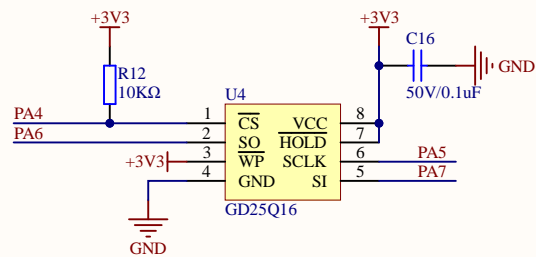 +3V3
+3V3
C16
GND
50V/0.1uF
R12
10KΩ
U4
PA4 1 CS VCC 8
PA6 2 SO HOLD 7
+3V3 3 WP SCLK 6 PA5
4 GND SI 5 PA7
GD25Q16
GND